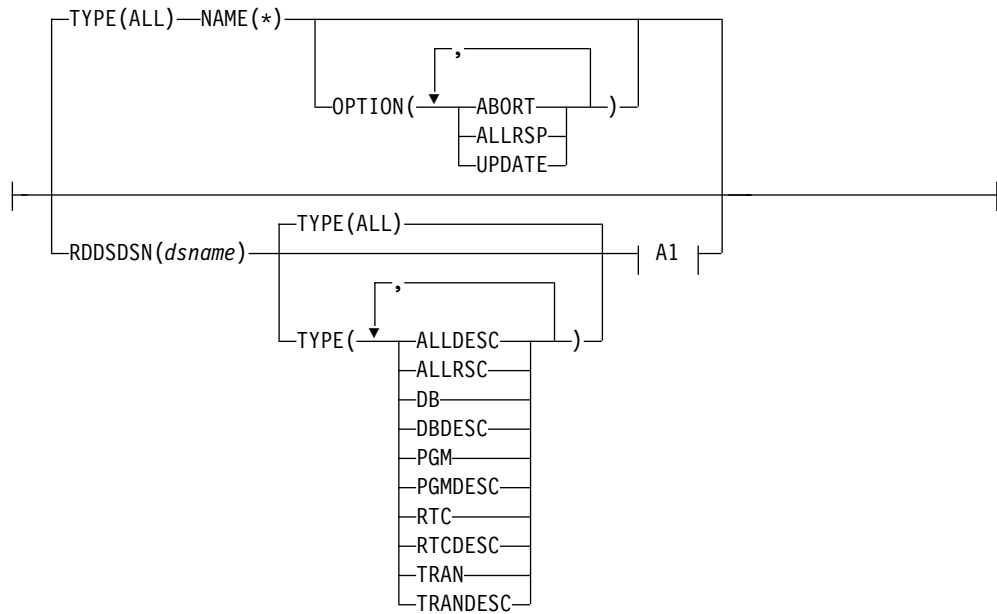 TYPE(ALL) NAME(*)
,
OPTION( ABORT )
ALLRSP
UPDATE
TYPE(ALL)
RDDSDSN(dsname) A1
,
TYPE( ALLDESC )
ALLRSC
DB
DBDESC
PGM
PGMDESC
RTC
RTCDESC
TRAN
TRANDESC